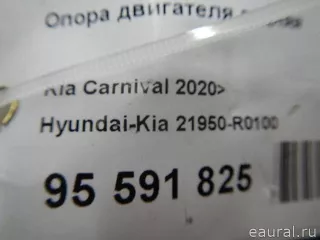 Опора двигателя
Kia Carnival 2020>
Hyundai-Kia 21950-R0100
95 591 825
eaural.ru